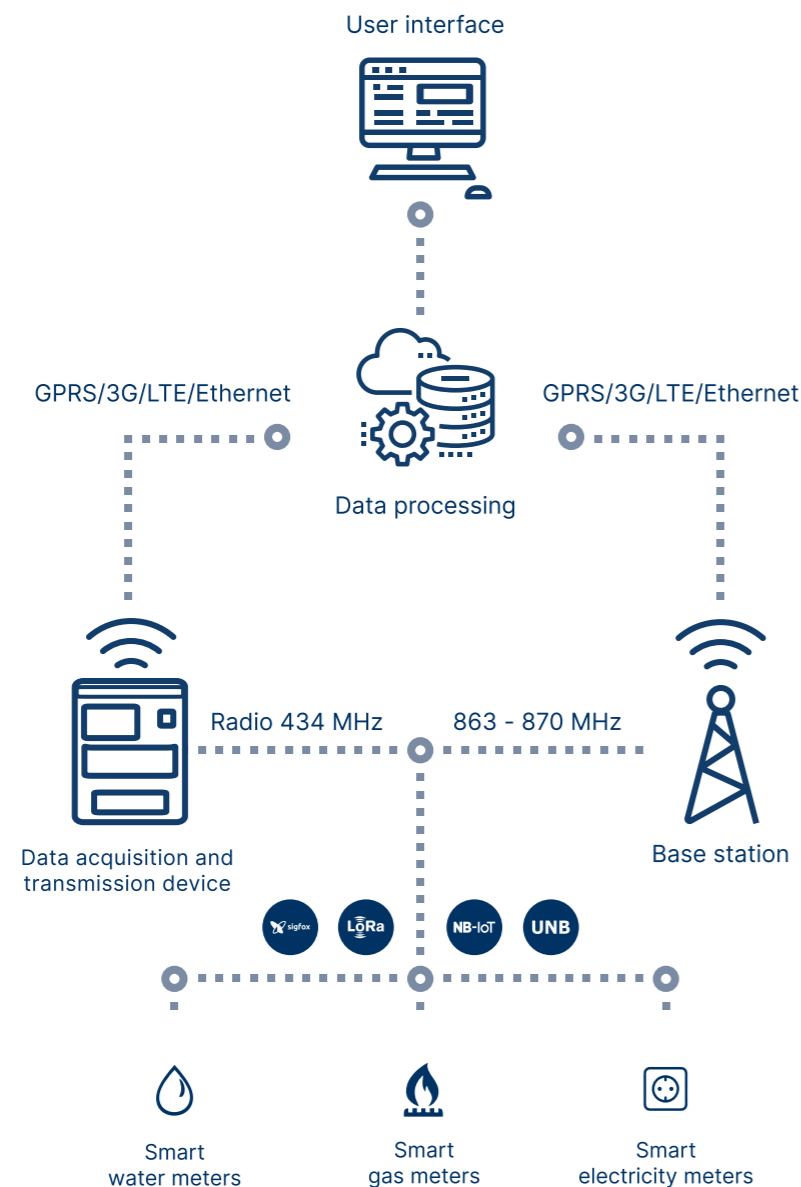 User interface
GPRS/3G/LTE/Ethernet
GPRS/3G/LTE/Ethernet
Data processing
Radio 434 MHz
863 - 870 MHz
Data acquisition and
transmission device
Base station
sigfox
LoRa
NB-IoT
UNB
Smart
water meters
Smart
gas meters
Smart
electricity meters